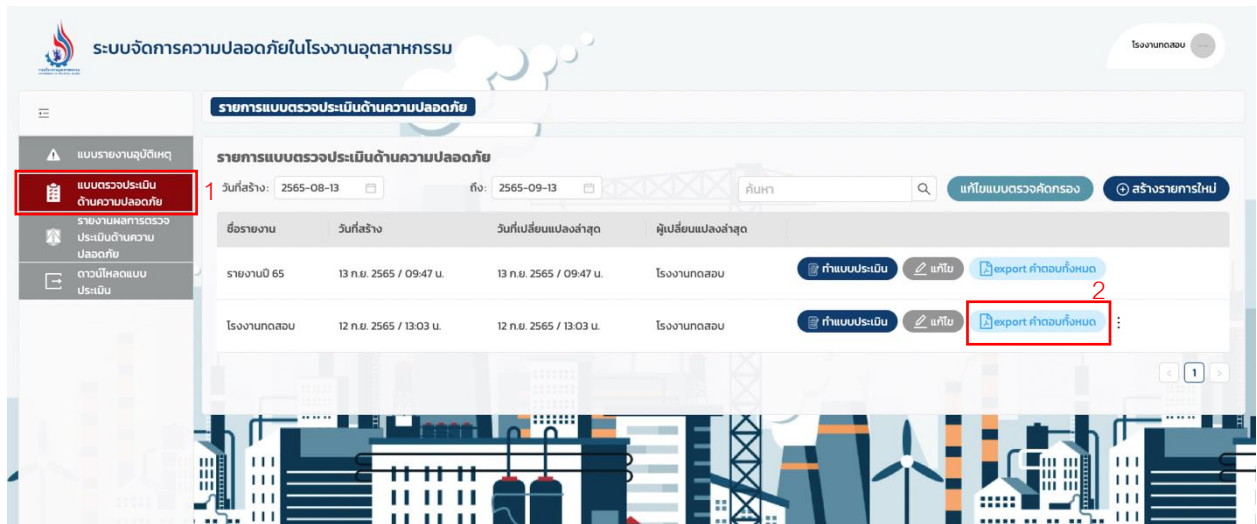 ระบบจัดการความปลอดภัยในโรงงานอุตสาหกรรม
โรงงานทดสอบ
รายการแบบตรวจประเมินด้านความปลอดภัย
แบบรายงานอุบัติเหตุ
แบบตรวจประเมิน
ด้านความปลอดภัย
1
รายงานผลการตรวจ
ประเมินด้านความ
ปลอดภัย
ดาวน์โหลดแบบ
ประเมิน
รายการแบบตรวจประเมินด้านความปลอดภัย
วันที่สร้าง: 2565-08-13 ถึง: 2565-09-13 ค้นหา แก้ไขแบบตรวจคัดกรอง สร้างรายการใหม่
ชื่อรายงาน วันที่สร้าง วันที่เปลี่ยนแปลงล่าสุด ผู้เปลี่ยนแปลงล่าสุด
รายงานปี 65 13 ก.ย. 2565 / 09:47 น. 13 ก.ย. 2565 / 09:47 น. โรงงานทดสอบ ทำแบบประเมิน แก้ไข export คำตอบทั้งหมด
2
โรงงานทดสอบ 12 ก.ย. 2565 / 13:03 น. 12 ก.ย. 2565 / 13:03 น. โรงงานทดสอบ ทำแบบประเมิน แก้ไข export คำตอบทั้งหมด
< 1 >